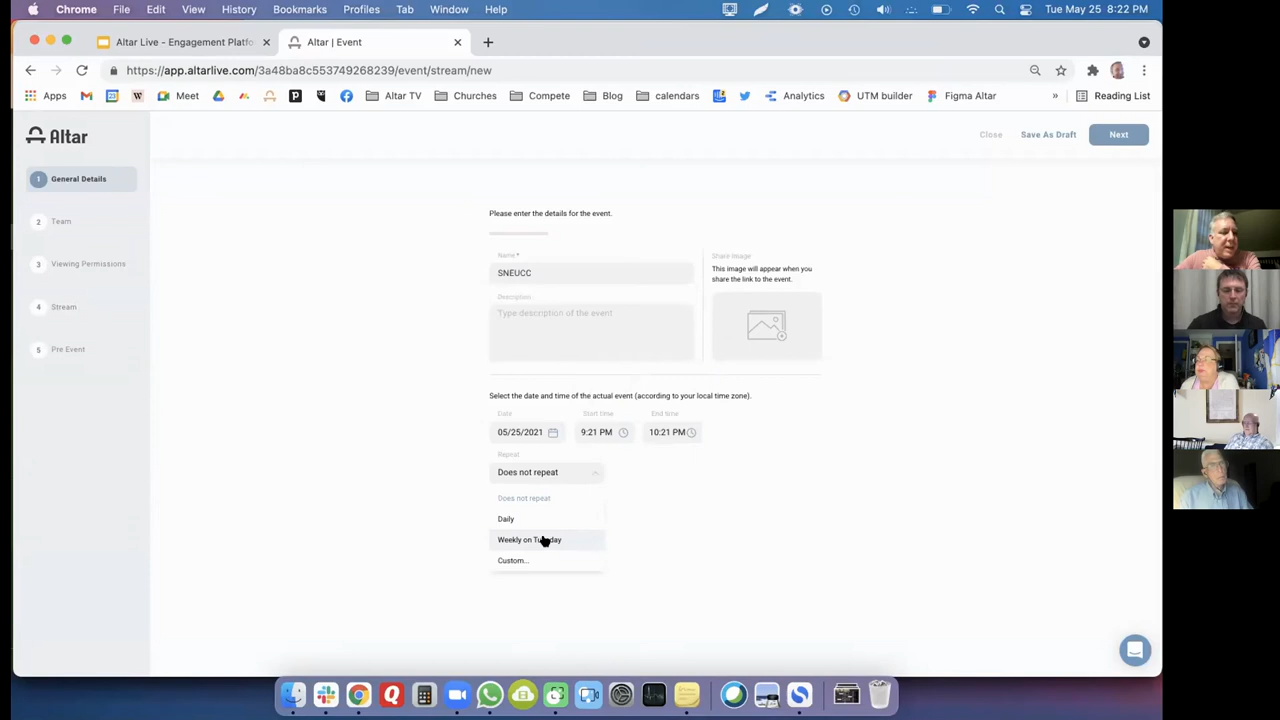 Chrome File Edit View History Bookmarks Profiles Tab Window Help Tue May 25 8:22 PM
Altar Live - Engagement Platfo
Altar | Event
https://app.altarlive.com/3a48ba8c553749268239/event/stream/new
Apps Meet Altar TV Churches Compete Blog calendars Analytics UTM builder Figma Altar » Reading List
Altar
Close Save As Draft Next
1 General Details
2 Team
3 Viewing Permissions
4 Stream
5 Pre Event
Please enter the details for the event.
Name *
SNEUCC
Description
Type description of the event
Share Image
This image will appear when you
share the link to the event.
Select the date and time of the actual event (according to your local time zone).
Date Start time End time
05/25/2021 9:21 PM 10:21 PM
Repeat
Does not repeat
Does not repeat
Daily
Weekly on Tuesday
Custom...